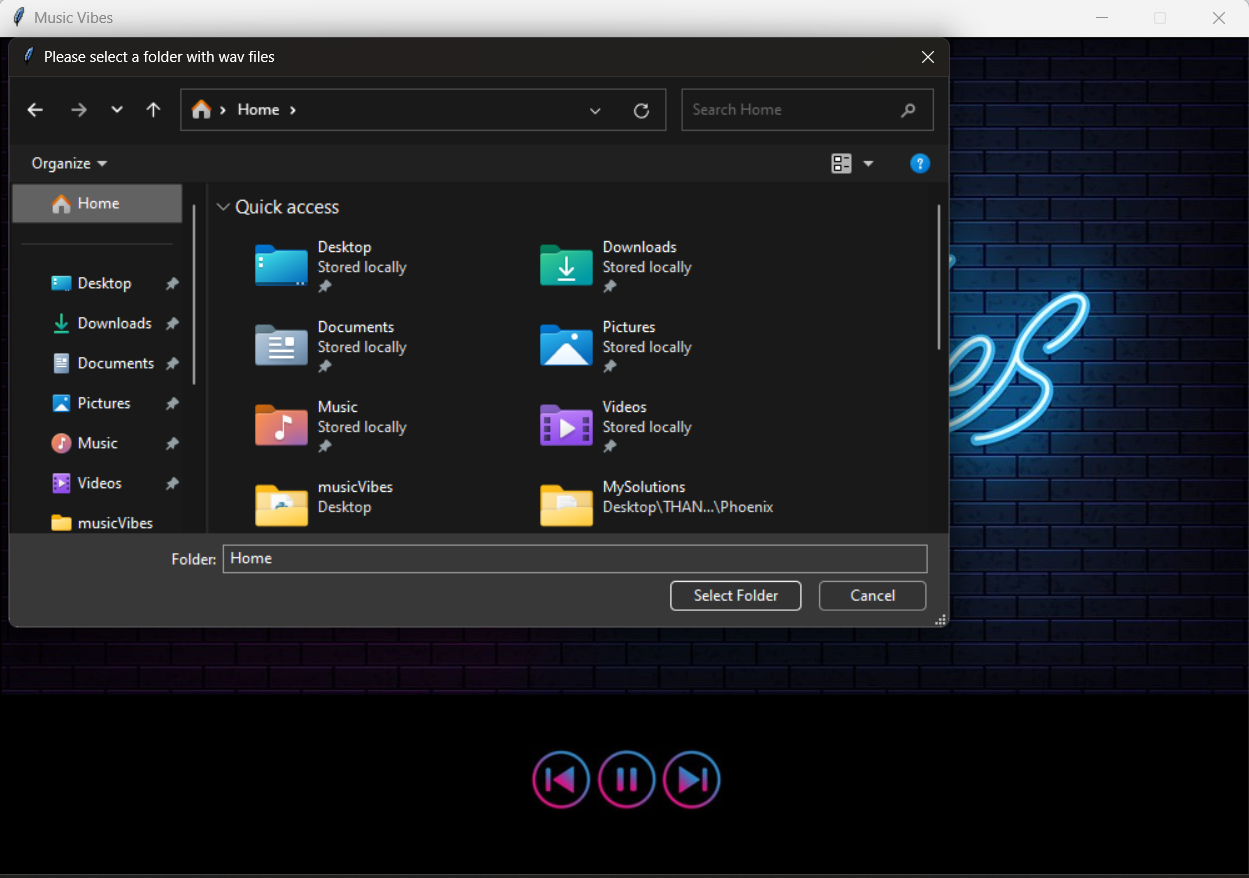 Music Vibes
Please select a folder with wav files
Home
Search Home
Organize
Home
Desktop
Downloads
Documents
Pictures
Music
Videos
musicVibes
Quick access
Desktop
Stored locally
Downloads
Stored locally
Documents
Stored locally
Pictures
Stored locally
Music
Stored locally
Videos
Stored locally
musicVibes
Desktop
MySolutions
Desktop\THAN...\Phoenix
Folder: Home
Select Folder
Cancel